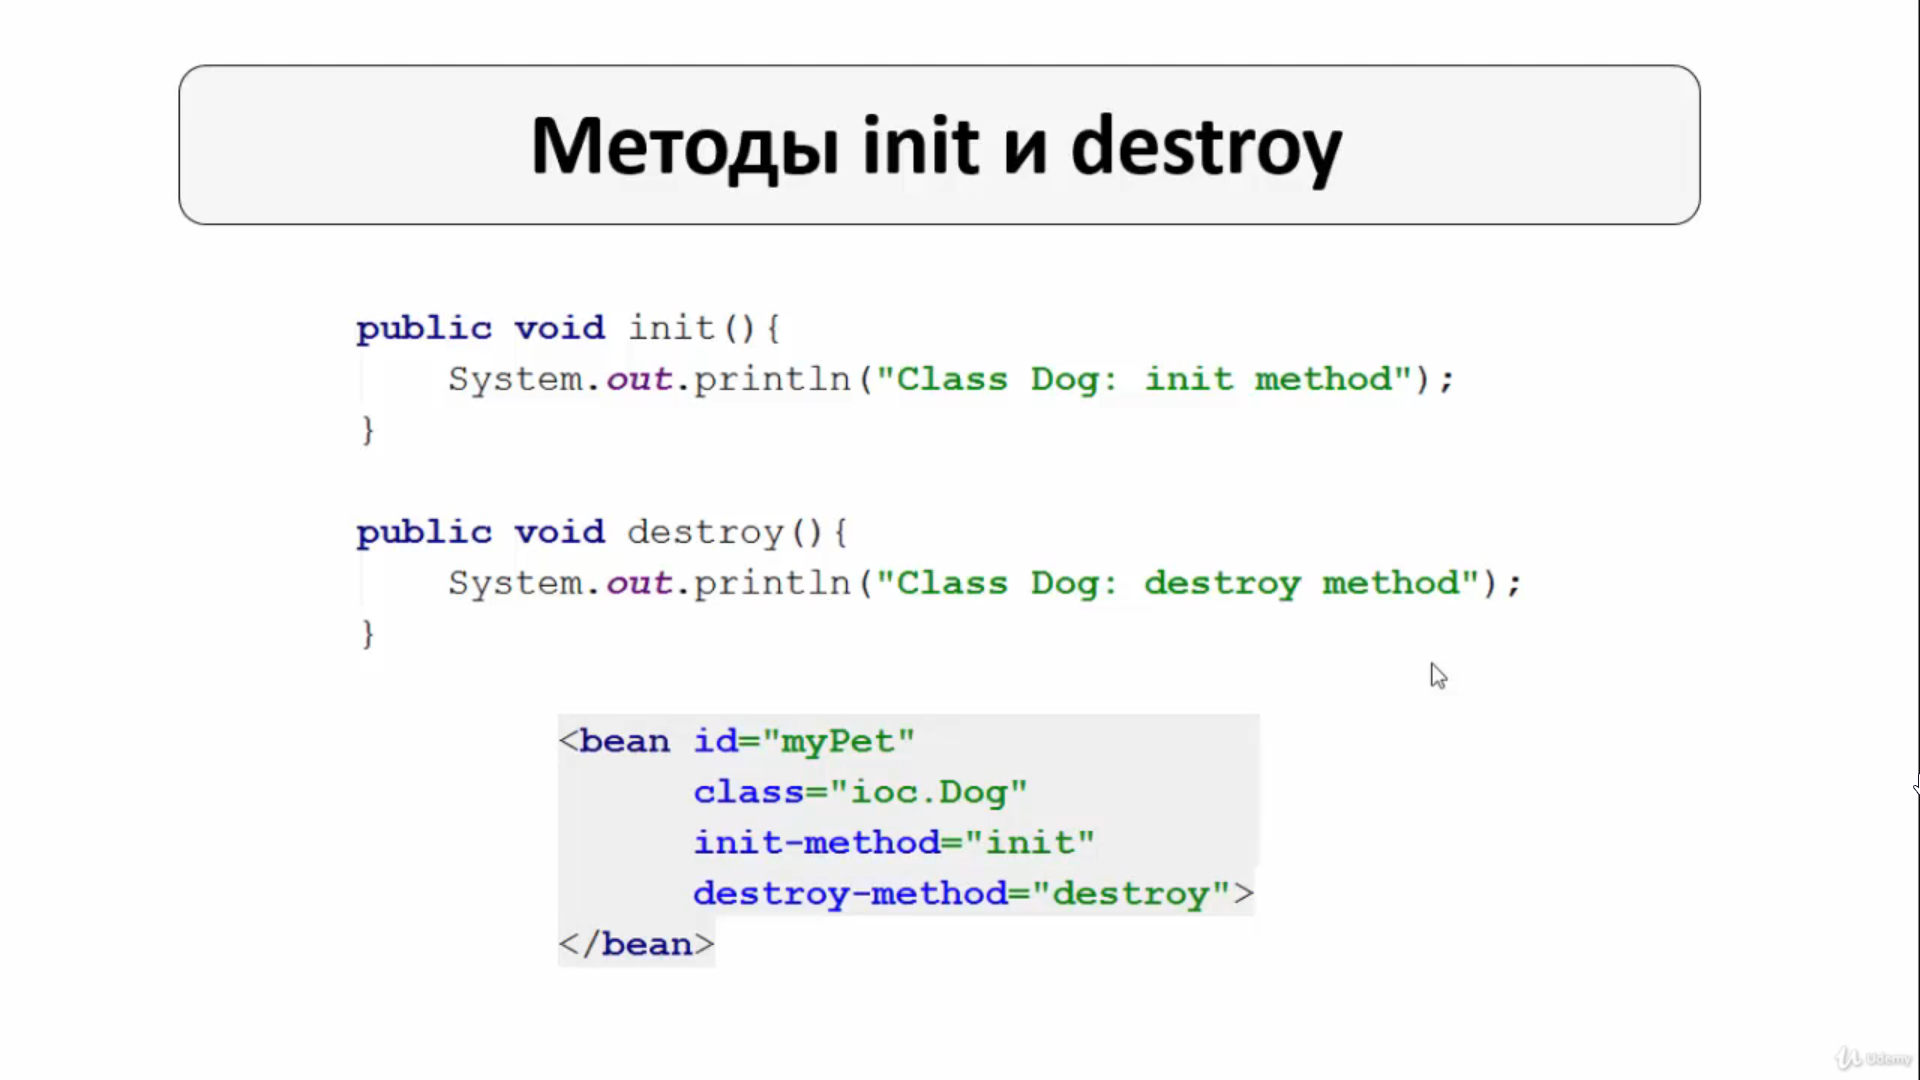 Методы init и destroy
public void init(){
System.out.println("Class Dog: init method");
}
public void destroy(){
System.out.println("Class Dog: destroy method");
}
<bean id="myPet"
class="ioc.Dog"
init-method="init"
destroy-method="destroy">
</bean>
Udemy